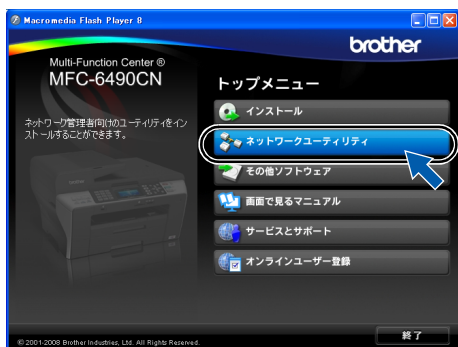 Macromedia Flash Player 8
brother
Multi-Function Center ®
MFC-6490CN
ネットワーク管理者向けのユーティリティをイン
ストールすることができます。
トップメニュー
インストール
ネットワークユーティリティ
その他ソフトウェア
画面で見るマニュアル
サービスとサポート
オンラインユーザー登録
© 2001-2008 Brother Industries, Ltd. All Rights Reserved.
終了